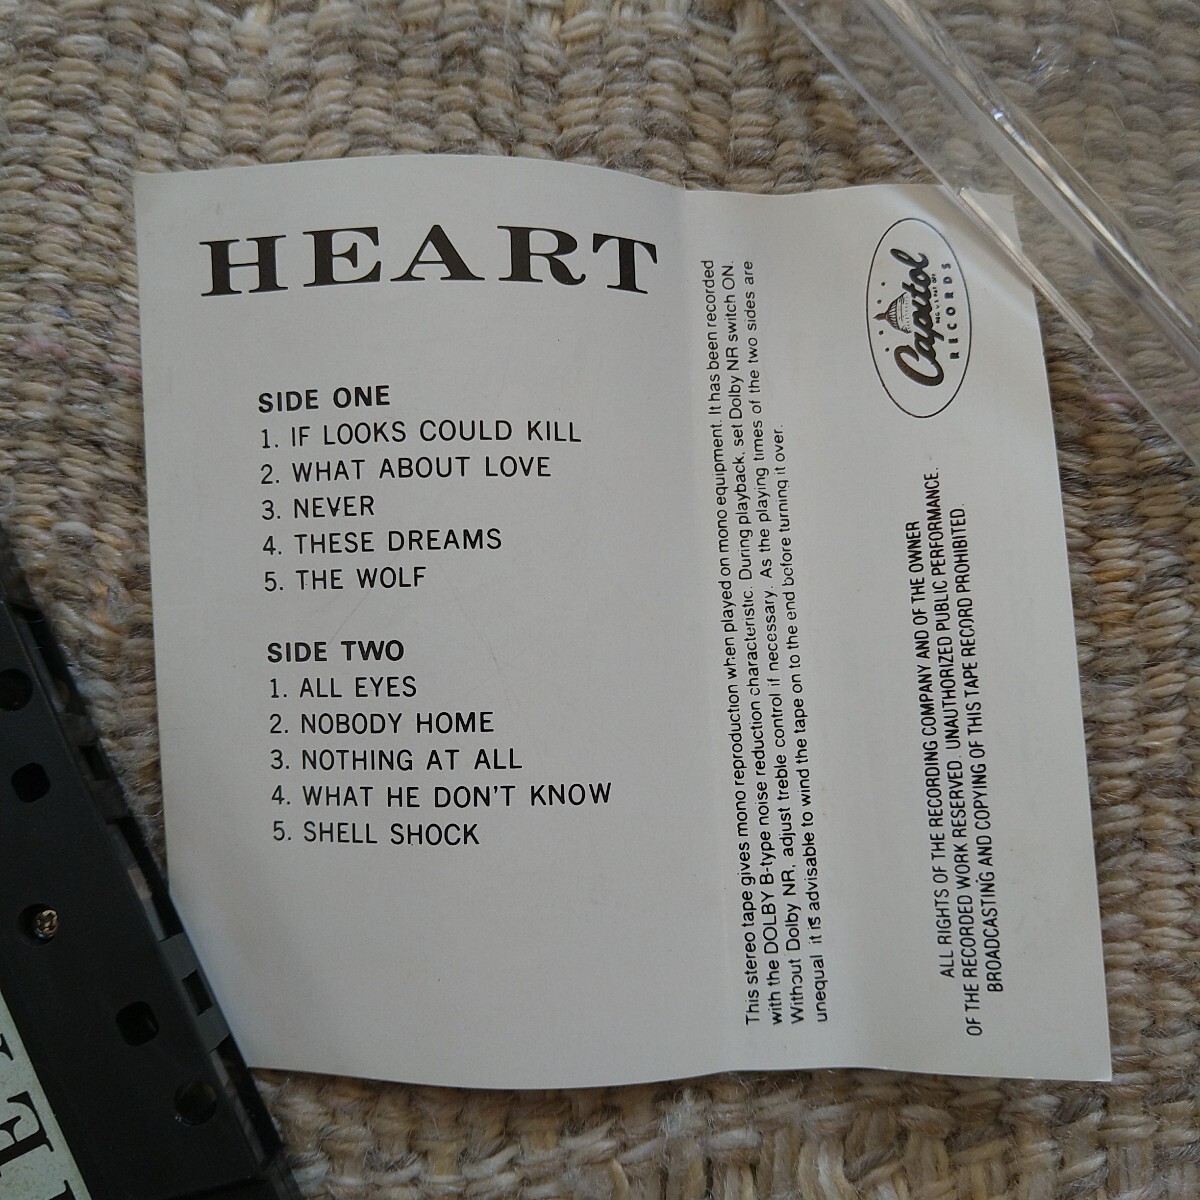 HEART
SIDE ONE
1. IF LOOKS COULD KILL
2. WHAT ABOUT LOVE
3. NEVER
4. THESE DREAMS
5. THE WOLF
SIDE TWO
1. ALL EYES
2. NOBODY HOME
3. NOTHING AT ALL
4. WHAT HE DON'T KNOW
5. SHELL SHOCK
This stereo tape gives mono reproduction when played on mono equipment. It has been recorded
with the DOLBY B-type noise reduction characteristic. During playback, set Dolby NR switch ON.
Without Dolby NR, adjust treble control if necessary. As the playing times of the two sides are
unequal it is advisable to wind the tape on to the end before turning it over.
Capitol
RECORDS
ALL RIGHTS OF THE RECORDING COMPANY AND OF THE OWNER
OF THE RECORDED WORK RESERVED. UNAUTHORIZED PUBLIC PERFORMANCE.
BROADCASTING AND COPYING OF THIS TAPE RECORD PROHIBITED.